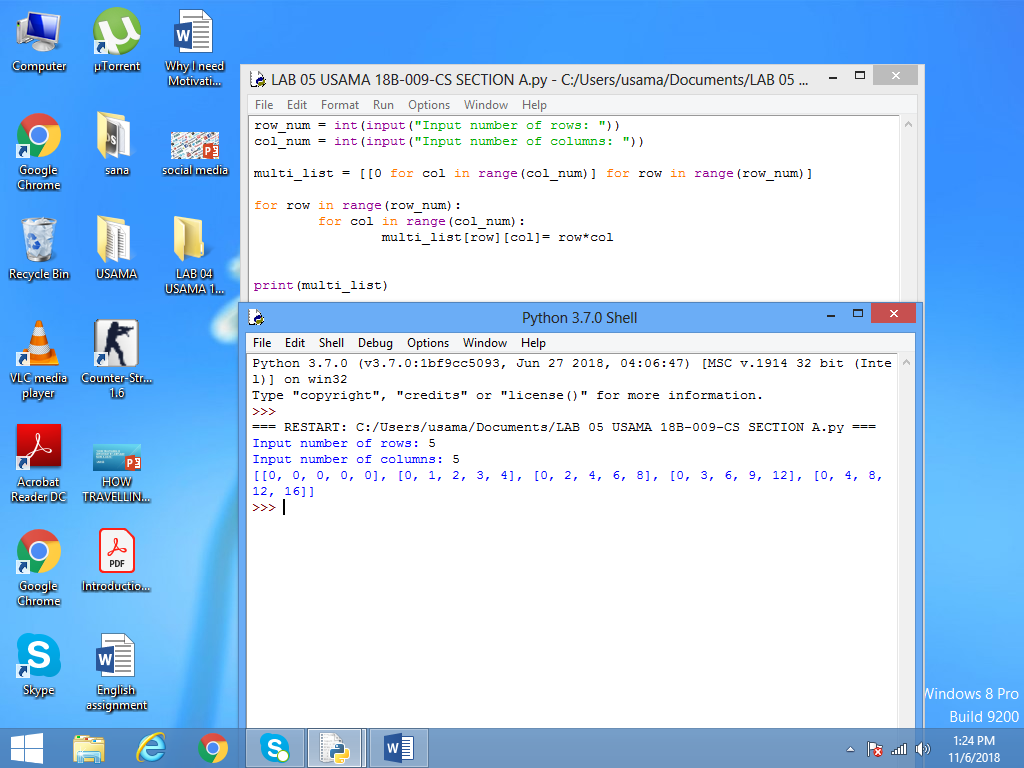 Computer
µTorrent
Why I need
Motivati...
Google
Chrome
sana
social media
Recycle Bin
USAMA
LAB 04
USAMA 1...
VLC media
player
Counter-Str...
1.6
Acrobat
Reader DC
HOW
TRAVELLIN...
Google
Chrome
PDF
Introductio...
Skype
English
assignment
LAB 05 USAMA 18B-009-CS SECTION A.py - C:/Users/usama/Documents/LAB 05 ...
File Edit Format Run Options Window Help
row_num = int(input("Input number of rows: "))
col_num = int(input("Input number of columns: "))
multi_list = [[0 for col in range(col_num)] for row in range(row_num)]
for row in range(row_num):
for col in range(col_num):
multi_list[row][col]= row*col
print(multi_list)
Python 3.7.0 Shell
File Edit Shell Debug Options Window Help
Python 3.7.0 (v3.7.0:1bf9cc5093, Jun 27 2018, 04:06:47) [MSC v.1914 32 bit (Inte
l)] on win32
Type "copyright", "credits" or "license()" for more information.
>>>
=== RESTART: C:/Users/usama/Documents/LAB 05 USAMA 18B-009-CS SECTION A.py ===
Input number of rows: 5
Input number of columns: 5
[[0, 0, 0, 0, 0], [0, 1, 2, 3, 4], [0, 2, 4, 6, 8], [0, 3, 6, 9, 12], [0, 4, 8,
12, 16]]
>>>
Windows 8 Pro
Build 9200
1:24 PM
11/6/2018